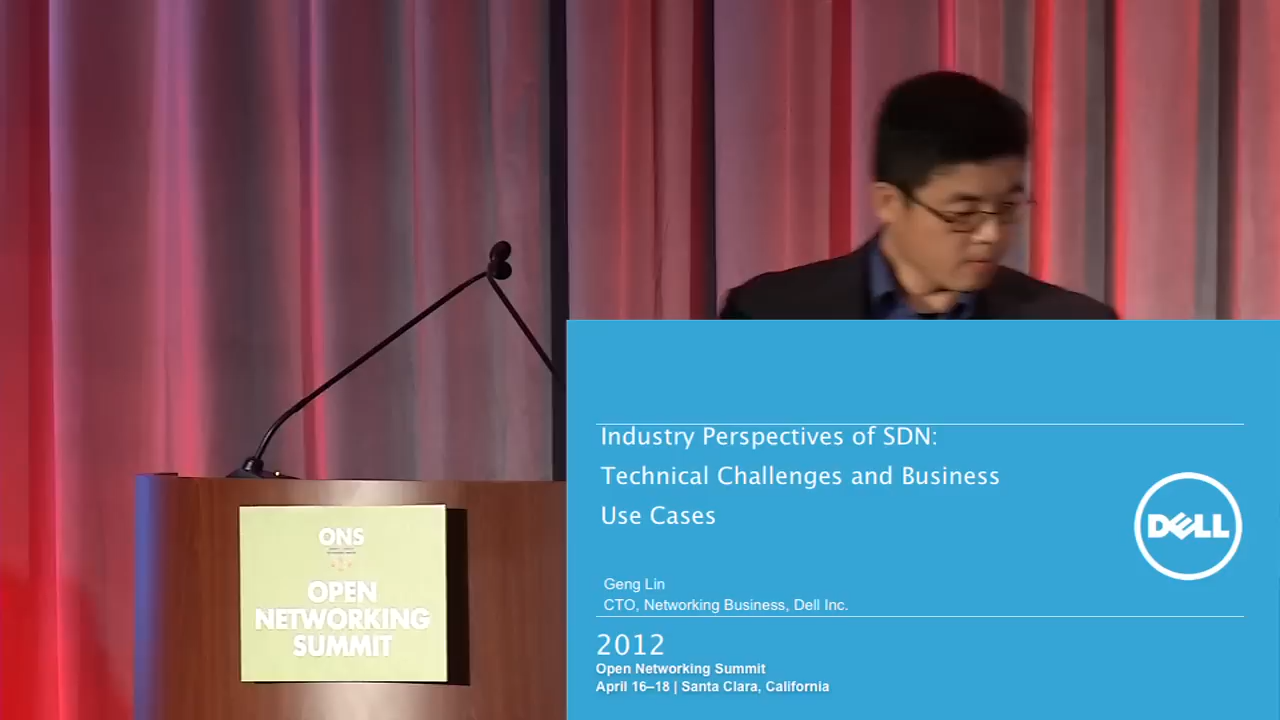 ONS
OPEN
NETWORKING
SUMMIT
Industry Perspectives of SDN:
Technical Challenges and Business
Use Cases
DELL
Geng Lin
CTO, Networking Business, Dell Inc.
2012
Open Networking Summit
April 16–18 | Santa Clara, California